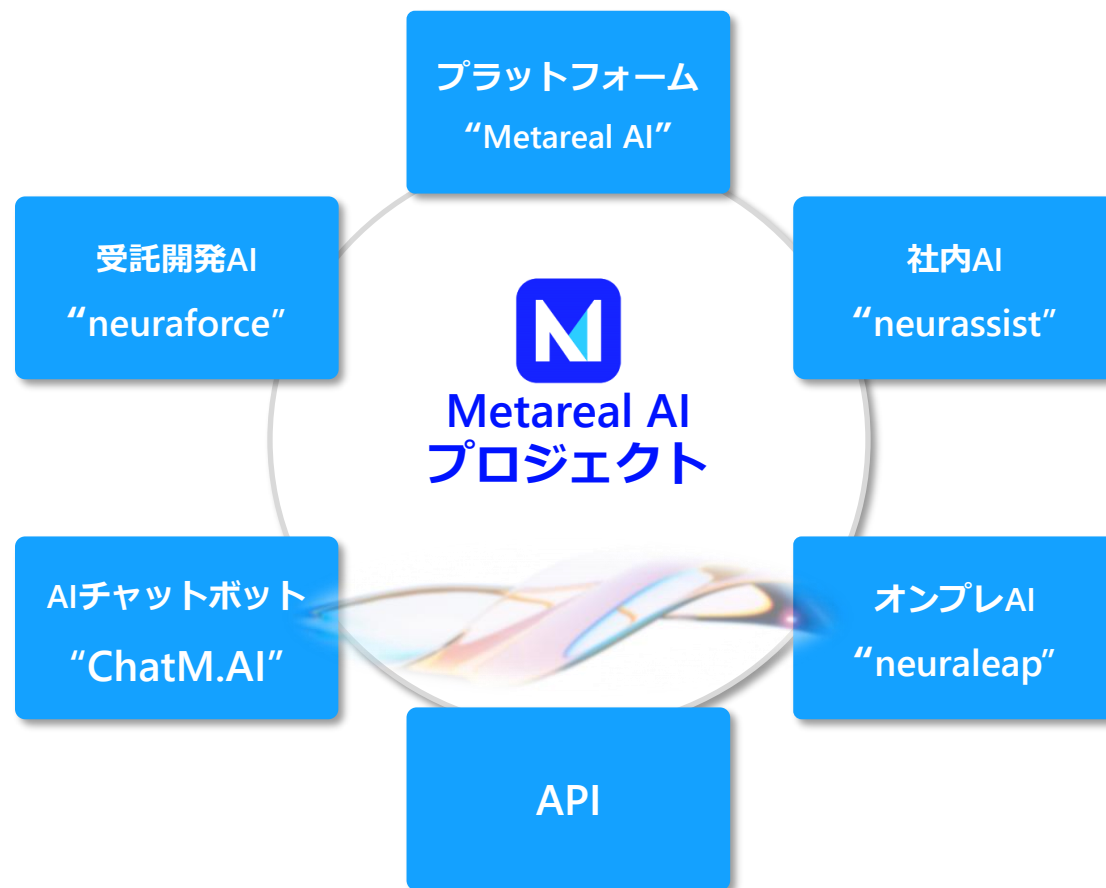 プラットフォーム
“Metareal AI”
受託開発AI
“neuraforce”
社内AI
“neurassist”
Metareal AI
プロジェクト
AIチャットボット
“ChatM.AI”
オンプレAI
“neuraleap”
API